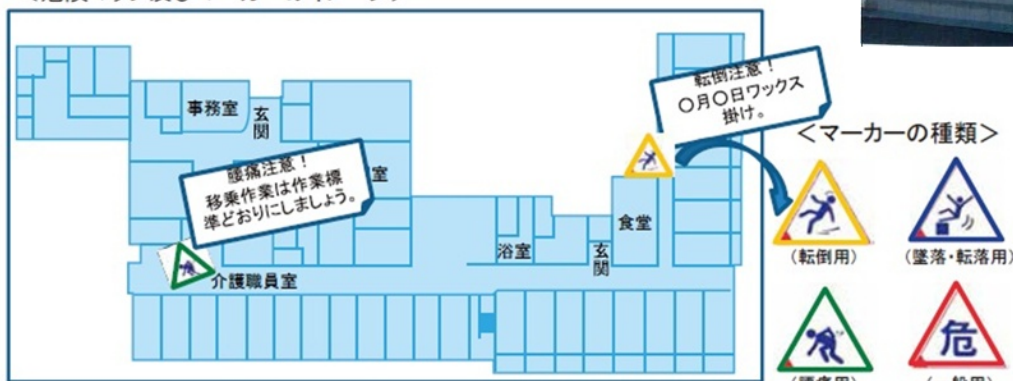 転倒注意!
〇月〇日ワックス
掛け。
事務室
玄関
<マーカーの種類>
腰痛注意!
移乗作業は作業標
準どおりにしましょう。
室
食堂
浴室
玄関
介護職員室
(転倒用)
(墜落・転落用)
危